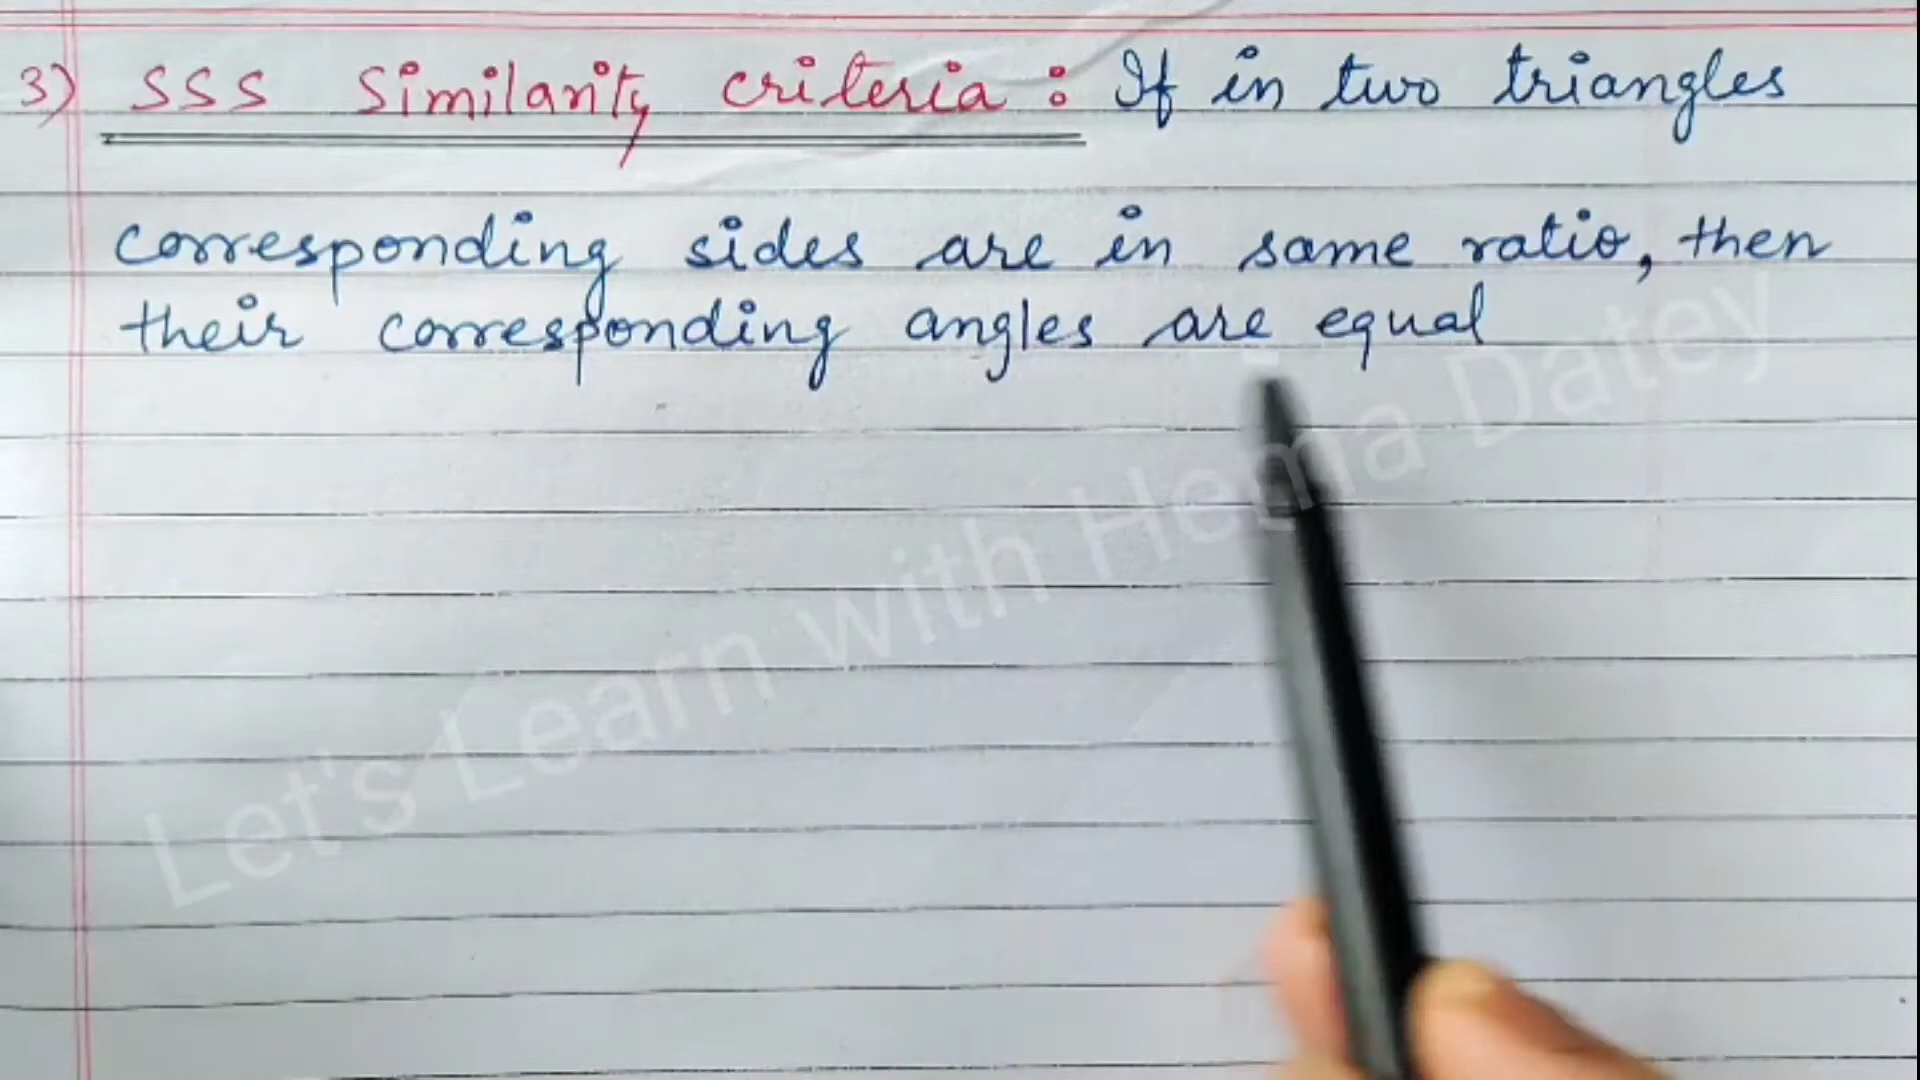 3) SSS Similarity criteria : If in two triangles
corresponding sides are in same ratio, then
their corresponding angles are equal
Let's Learn with Hema Datey